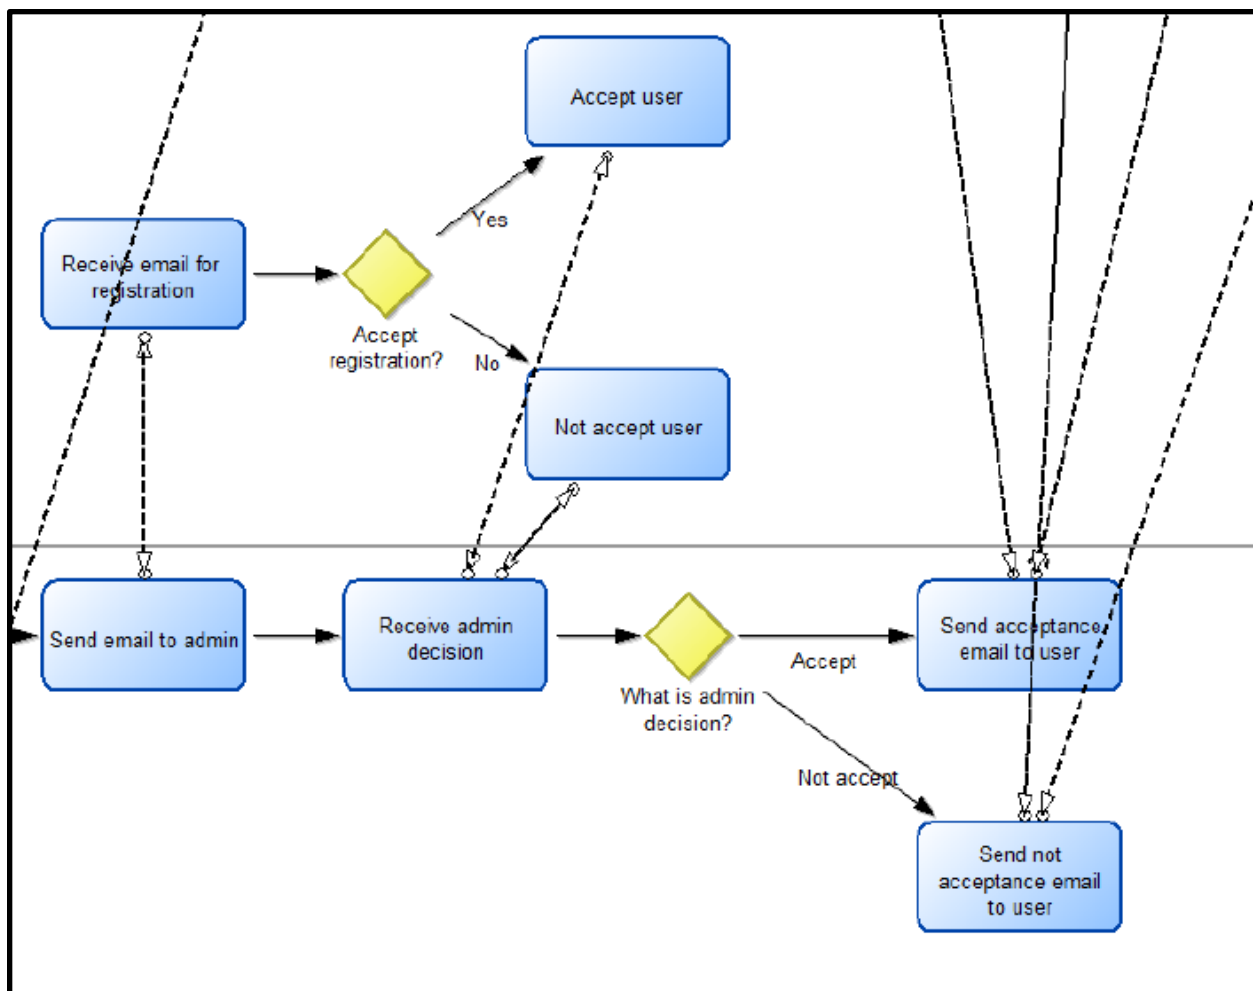 Accept user
Yes
Receive email for
registration
Accept
registration?
No
Not accept user
Send email to admin
Receive admin
decision
What is admin
decision?
Accept
Send acceptance
email to user
Not accept
Send not
acceptance email
to user